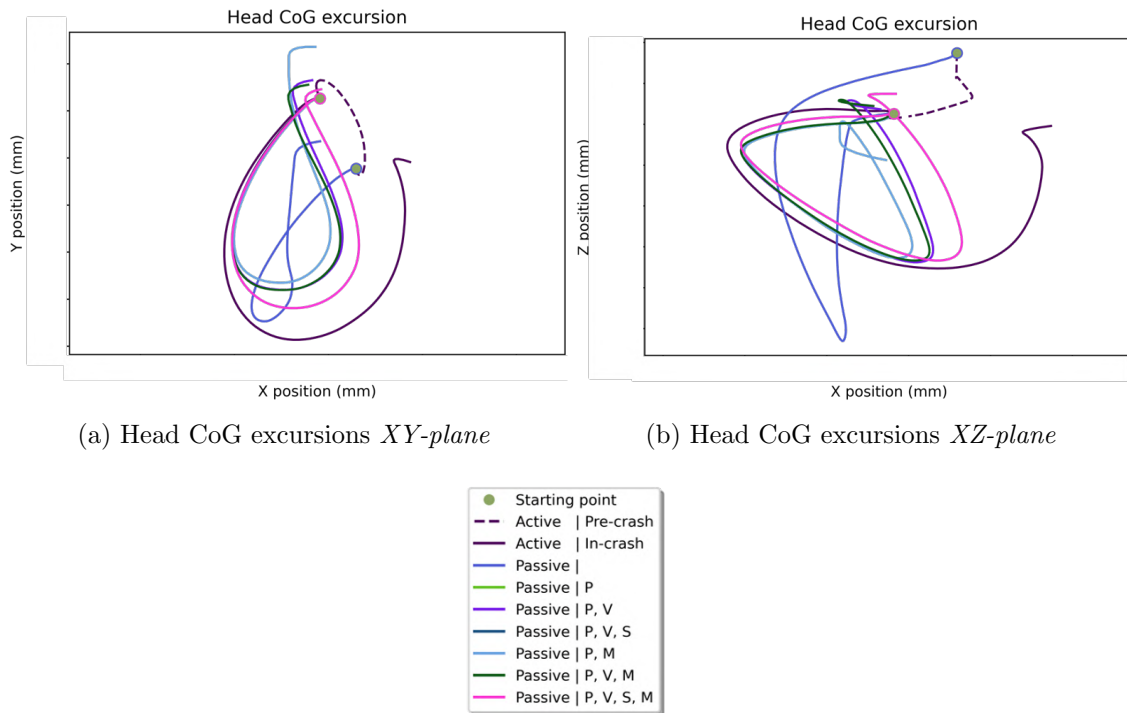 Head CoG excursion
Y position (mm)
X position (mm)
Head CoG excursion
Z position (mm)
X position (mm)
(a) Head CoG excursions XY-plane
(b) Head CoG excursions XZ-plane
Starting point
Active | Pre-crash
Active | In-crash
Passive |
Passive | P
Passive | P, V
Passive | P, V, S
Passive | P, M
Passive | P, V, M
Passive | P, V, S, M